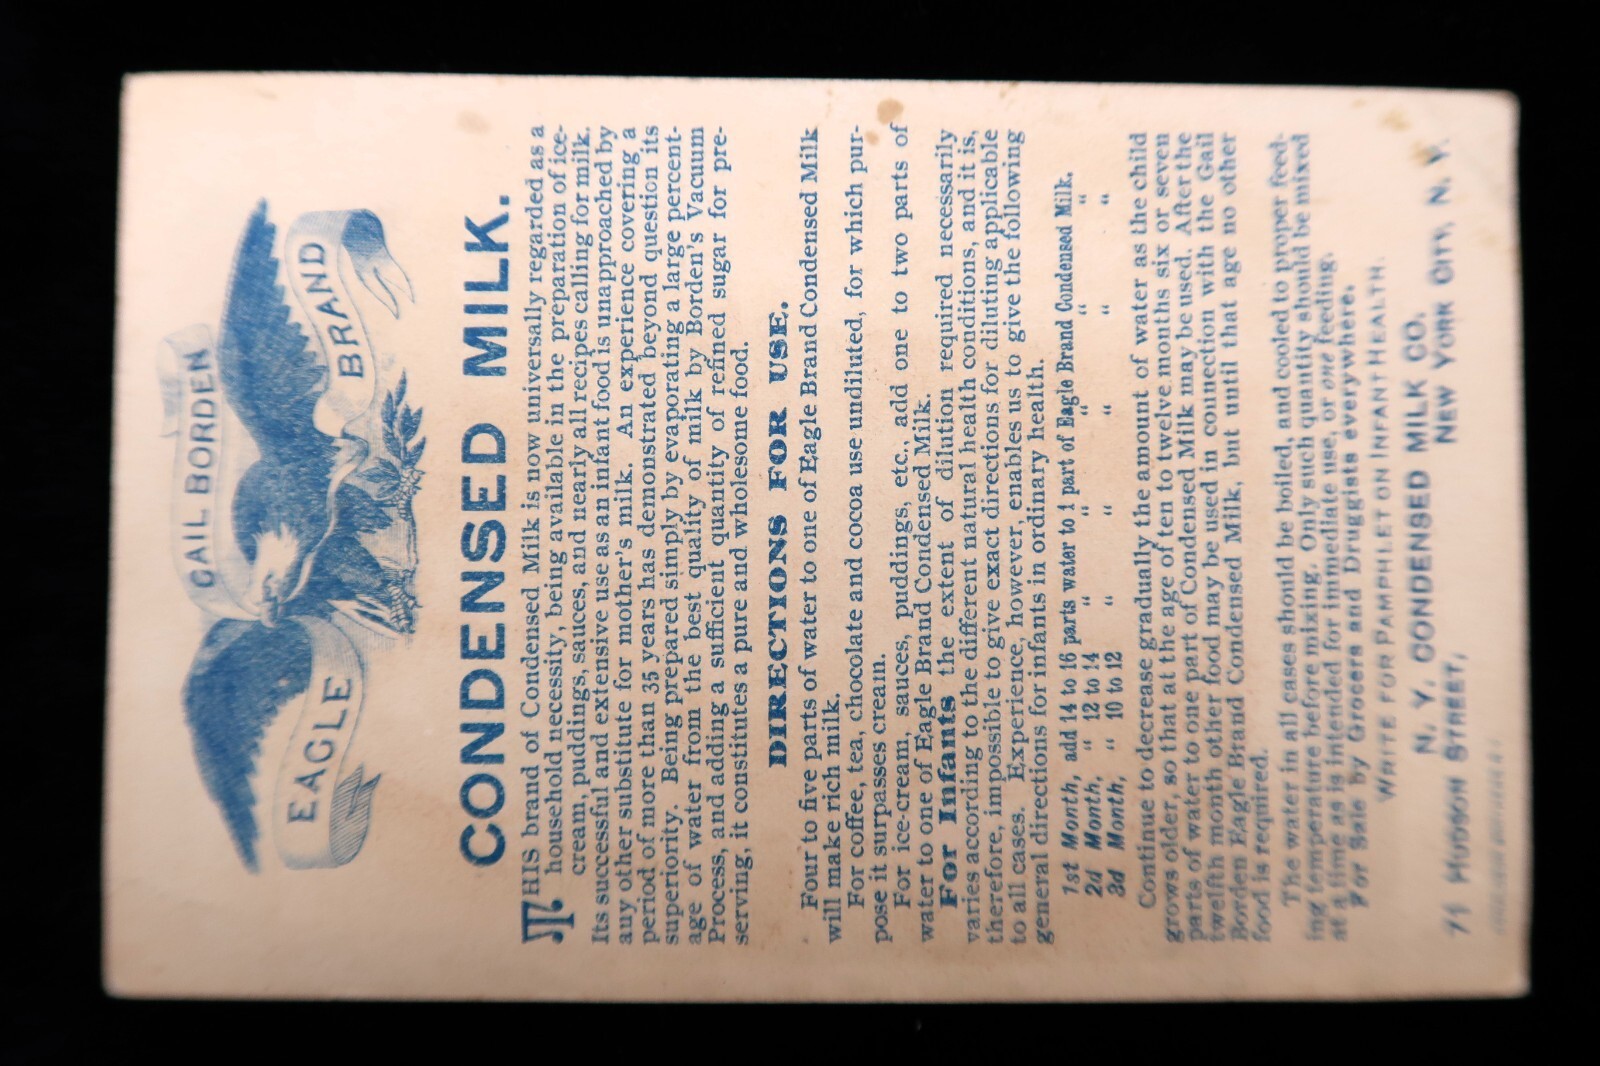 GAIL BORDEN
EAGLE BRAND
CONDENSED MILK.
THIS brand of Condensed Milk is now universally regarded as a
household necessity, being available in the preparation of ice-
cream, puddings, sauces, and nearly all recipes calling for milk.
Its successful and extensive use as an infant food is unapproached by
any other substitute for mother's milk. An experience covering a
period of more than 35 years has demonstrated beyond question its
superiority. Being prepared simply by evaporating a large percent-
age of water from the best quality of milk by Borden's Vacuum
Process, and adding a sufficient quantity of refined sugar for pre-
serving, it constitutes a pure and wholesome food.
DIRECTIONS FOR USE.
Four to five parts of water to one of Eagle Brand Condensed Milk
will make rich milk.
For coffee, tea, chocolate and cocoa use undiluted, for which pur-
pose it surpasses cream.
For ice-cream, sauces, puddings, etc., add one to two parts of
water to one of Eagle Brand Condensed Milk.
For Infants the extent of dilution required necessarily
varies according to the different natural health conditions, and it is,
therefore, impossible to give exact directions for diluting applicable
to all cases. Experience, however, enables us to give the following
general directions for infants in ordinary health.
1st Month, add 14 to 16 parts water to 1 part of Eagle Brand Condensed Milk.
2d Month, " 12 to 14 " " " " "
3d Month, " 10 to 12 " " " " "
Continue to decrease gradually the amount of water as the child
grows older, so that at the age of ten to twelve months six or seven
parts of water to one part of Condensed Milk may be used. After the
twelfth month other food may be used in connection with the Gail
Borden Eagle Brand Condensed Milk, but until that age no other
food is required.
The water in all cases should be boiled, and cooled to proper feed-
ing temperature before mixing. Only such quantity should be mixed
at a time as is intended for immediate use, or one feeding.
For Sale by Grocers and Druggists everywhere.
WRITE FOR PAMPHLET ON INFANT HEALTH.
N. Y. CONDENSED MILK CO.
71 HUDSON STREET, NEW YORK CITY, N. Y.